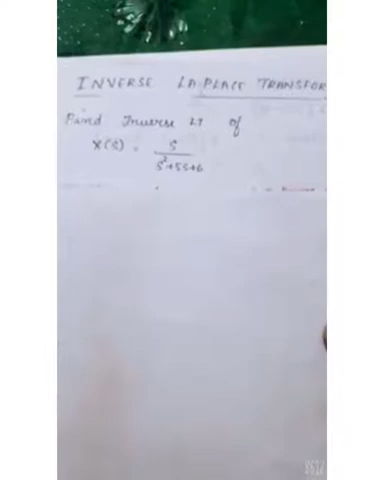 INVERSE LAPLACE TRANSFOR
Find Inverse LT of
X(s) = s
s²+5s+6